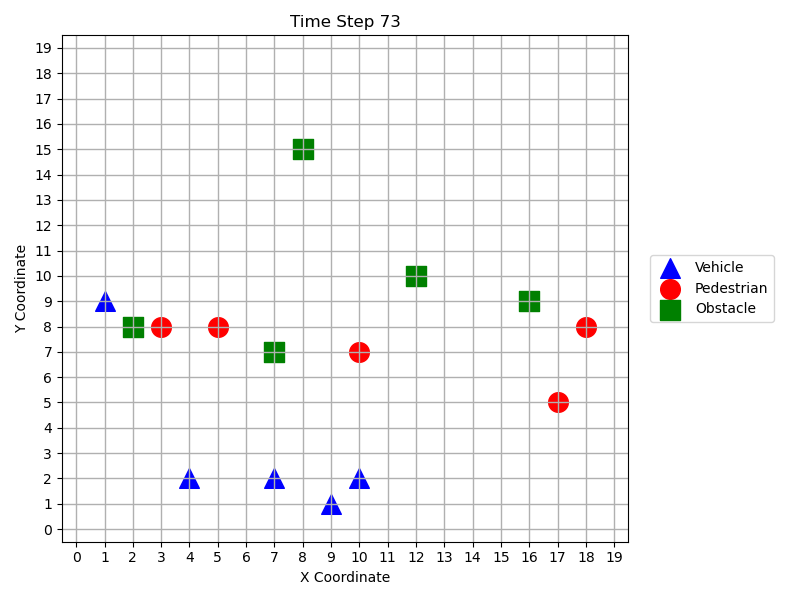 Time Step 73
19
18
17
16
15
14
13
12
11
10
9
8
7
6
5
4
3
2
1
0
Y Coordinate
0 1 2 3 4 5 6 7 8 9 10 11 12 13 14 15 16 17 18 19
X Coordinate
Vehicle
Pedestrian
Obstacle